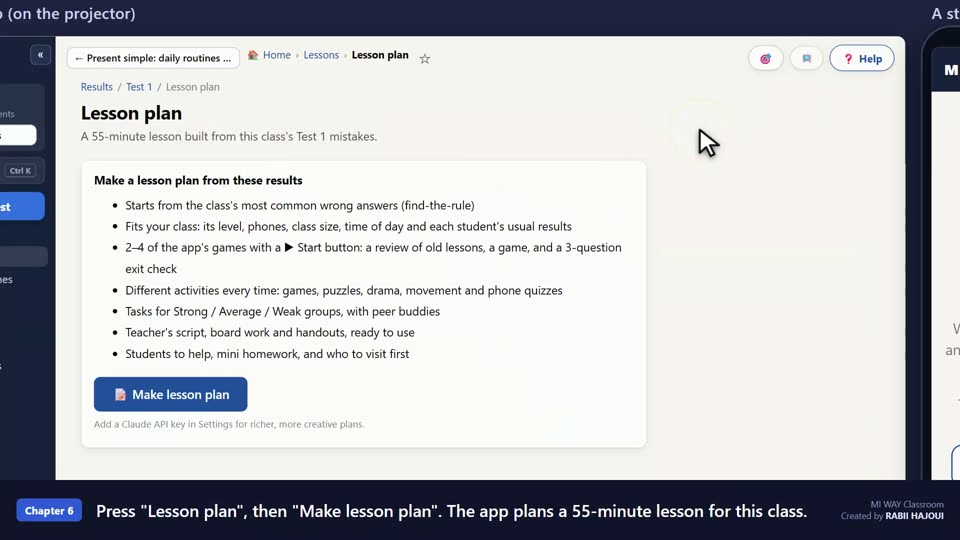 (on the projector)
A st
«
← Present simple: daily routines ...
Home › Lessons › Lesson plan ☆
? Help
M
ents
Results / Test 1 / Lesson plan
Lesson plan
A 55-minute lesson built from this class's Test 1 mistakes.
Ctrl K
Make a lesson plan from these results
• Starts from the class's most common wrong answers (find-the-rule)
• Fits your class: its level, phones, class size, time of day and each student's usual results
• 2–4 of the app's games with a ▶ Start button: a review of old lessons, a game, and a 3-question
exit check
• Different activities every time: games, puzzles, drama, movement and phone quizzes
• Tasks for Strong / Average / Weak groups, with peer buddies
• Teacher's script, board work and handouts, ready to use
• Students to help, mini homework, and who to visit first
Make lesson plan
Add a Claude API key in Settings for richer, more creative plans.
Chapter 6
Press "Lesson plan", then "Make lesson plan". The app plans a 55-minute lesson for this class.
MI WAY Classroom
Created by RABII HAJOUI